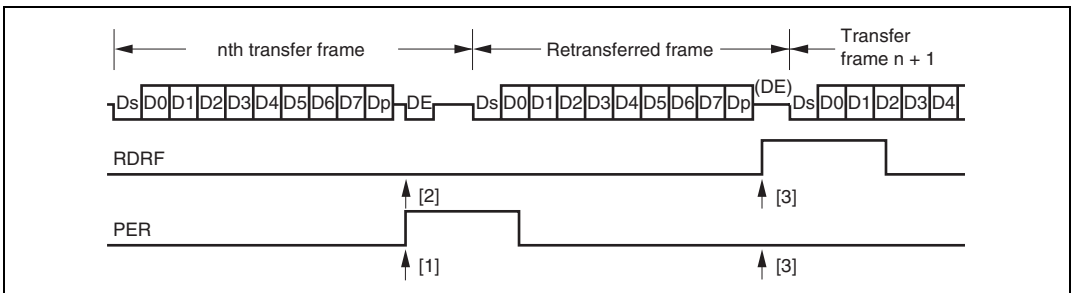 nth transfer frame
Retransferred frame
Transfer
frame n + 1
Ds D0 D1 D2 D3 D4 D5 D6 D7 Dp DE Ds D0 D1 D2 D3 D4 D5 D6 D7 Dp (DE) Ds D0 D1 D2 D3 D4
RDRF
[2] [3]
PER
[1] [3]